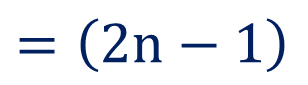 = (2n − 1)